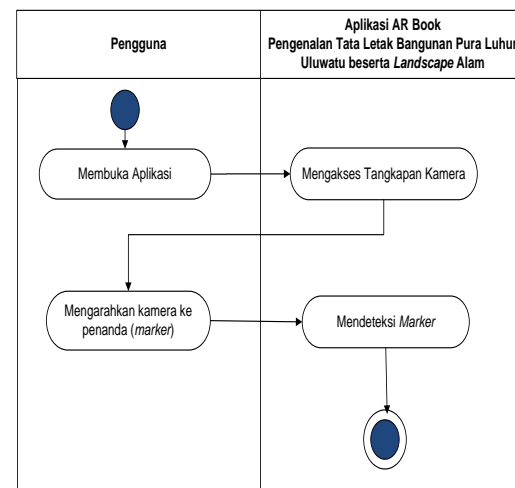 Pengguna
Aplikasi AR Book
Pengenalan Tata Letak Bangunan Pura Luhur
Uluwatu beserta Landscape Alam
Membuka Aplikasi
Mengakses Tangkapan Kamera
Mengarahkan kamera ke
penanda (marker)
Mendeteksi Marker